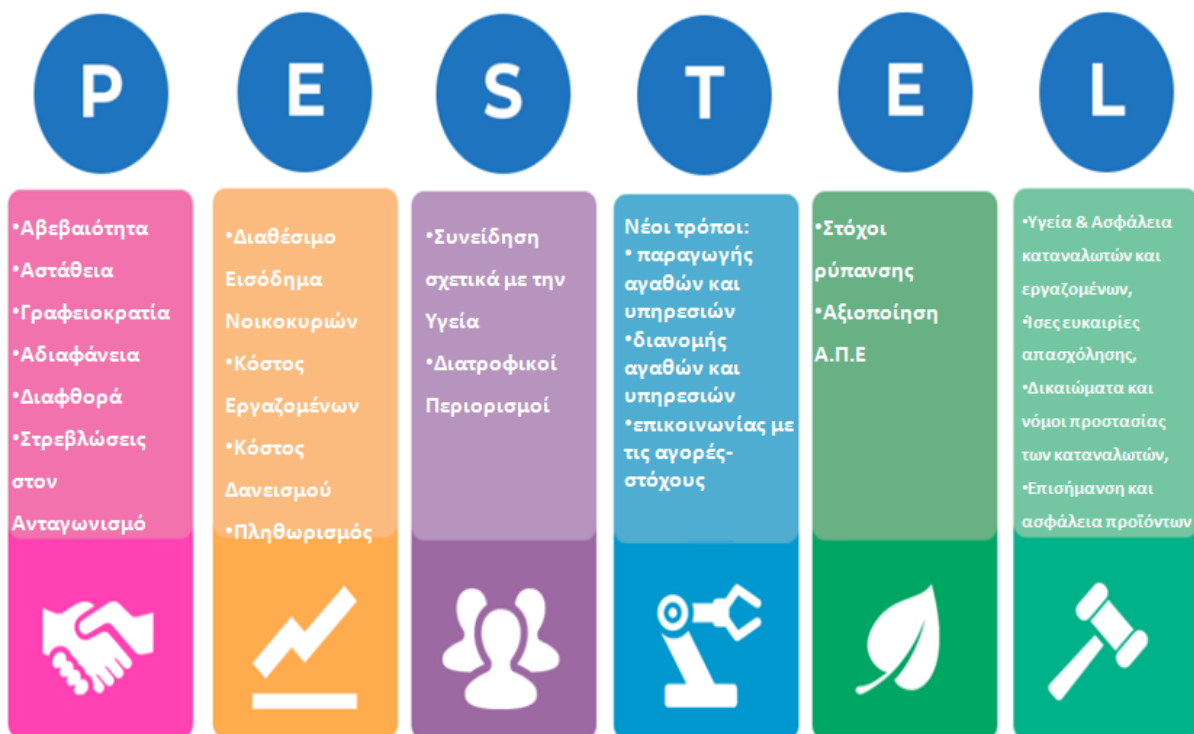 P
E
S
T
E
L
•Αβεβαιότητα
•Αστάθεια
•Γραφειοκρατία
•Αδιαφάνεια
•Διαφθορά
•Στρεβλώσεις
στον
Ανταγωνισμό
•Διαθέσιμο
Εισόδημα
Νοικοκυριών
•Κόστος
Εργαζομένων
•Κόστος
Δανεισμού
•Πληθωρισμός
•Συνείδηση
σχετικά με την
Υγεία
•Διατροφικοί
Περιορισμοί
Νέοι τρόποι:
• παραγωγής
αγαθών και
υπηρεσιών
•διανομής
αγαθών και
υπηρεσιών
•επικοινωνίας με
τις αγορές-
στόχους
•Στόχοι
ρύπανσης
•Αξιοποίηση
Α.Π.Ε
•Υγεία & Ασφάλεια
καταναλωτών και
εργαζομένων,
•Ίσες ευκαιρίες
απασχόλησης,
•Δικαιώματα και
νόμοι προστασίας
των καταναλωτών,
•Επισήμανση και
ασφάλεια προϊόντων